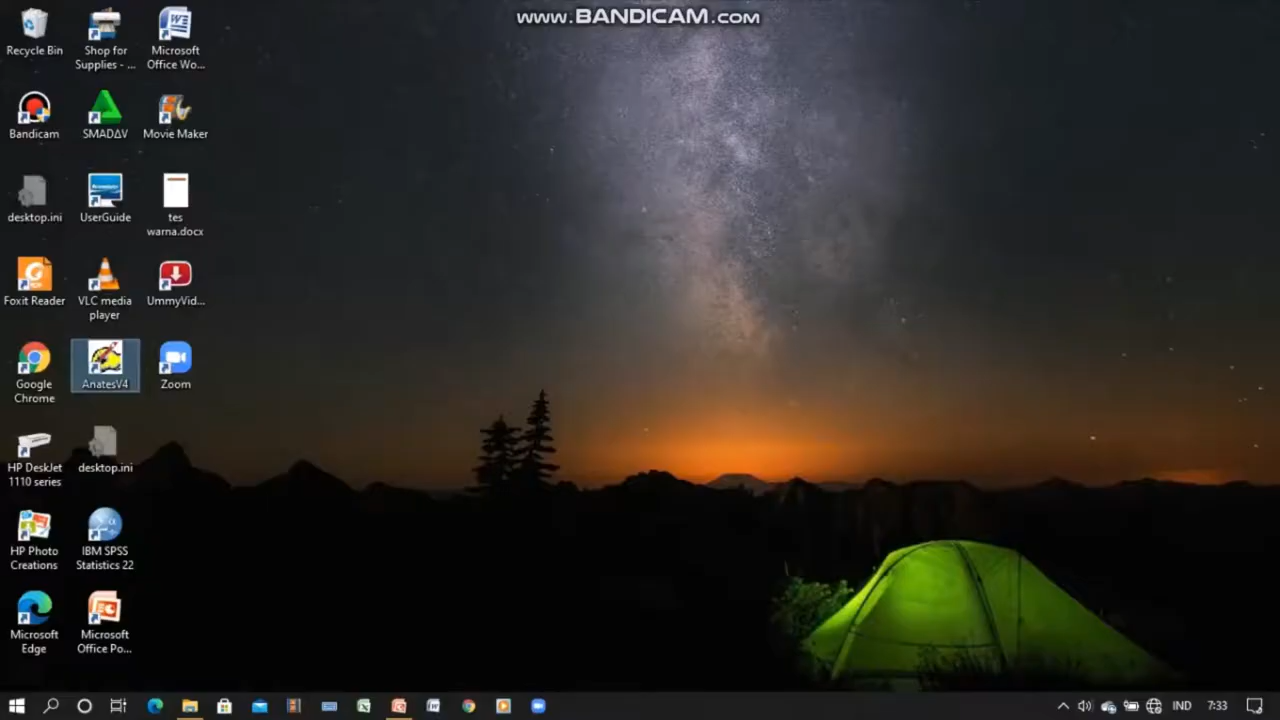 www.BANDICAM.com
Recycle Bin
Shop for
Supplies - ...
Microsoft
Office Wo...
Bandicam
SMADΔV
Movie Maker
desktop.ini
UserGuide
tes
warna.docx
Foxit Reader
VLC media
player
UmmyVid...
Google
Chrome
AnatesV4
Zoom
HP DeskJet
1110 series
desktop.ini
HP Photo
Creations
IBM SPSS
Statistics 22
Microsoft
Edge
Microsoft
Office Po...
IND
7:33